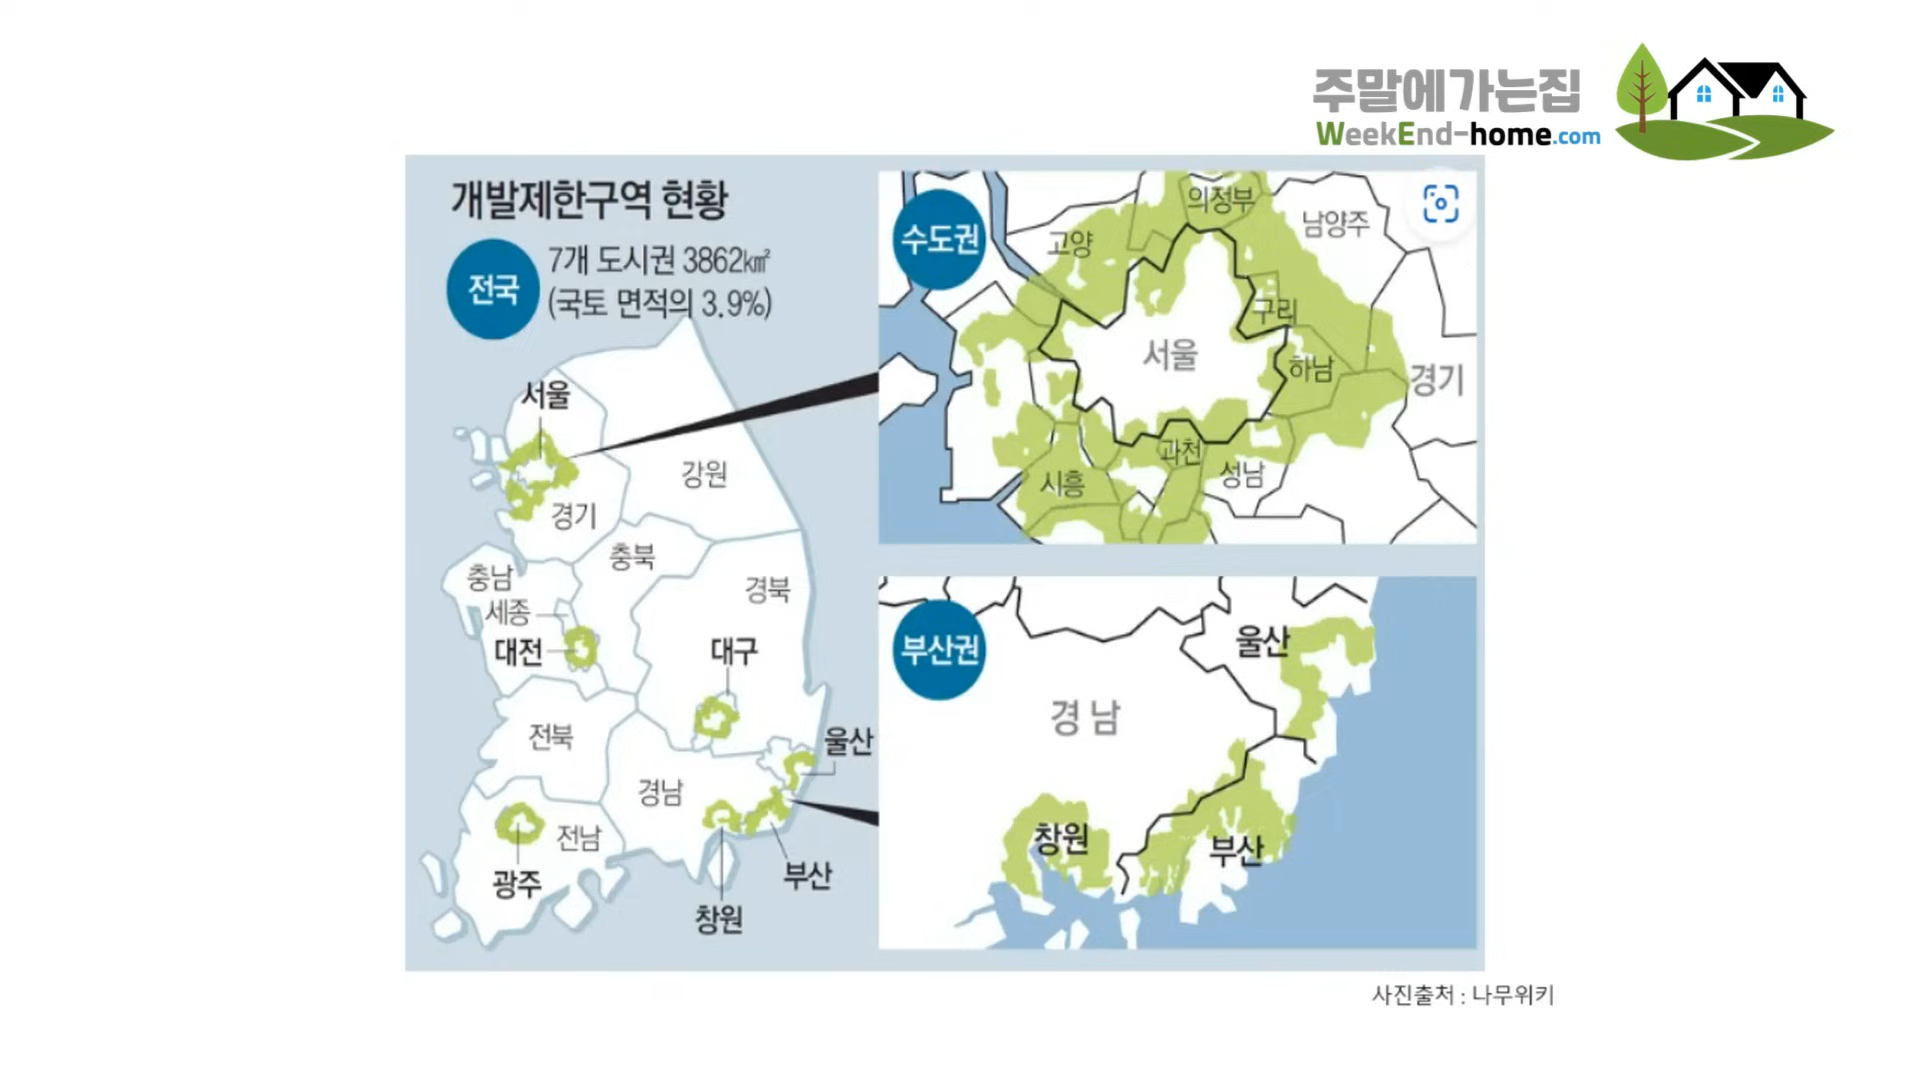 주말에가는집
WeekEnd-home.com
개발제한구역 현황
전국
7개 도시권 3862㎢
(국토 면적의 3.9%)
서울
강원
경기
충북
충남
세종
경북
대전
대구
전북
울산
경남
전남
광주
부산
창원
수도권
의정부
남양주
고양
구리
서울
하남
경기
과천
시흥
성남
부산권
울산
경남
창원
부산
사진출처 : 나무위키